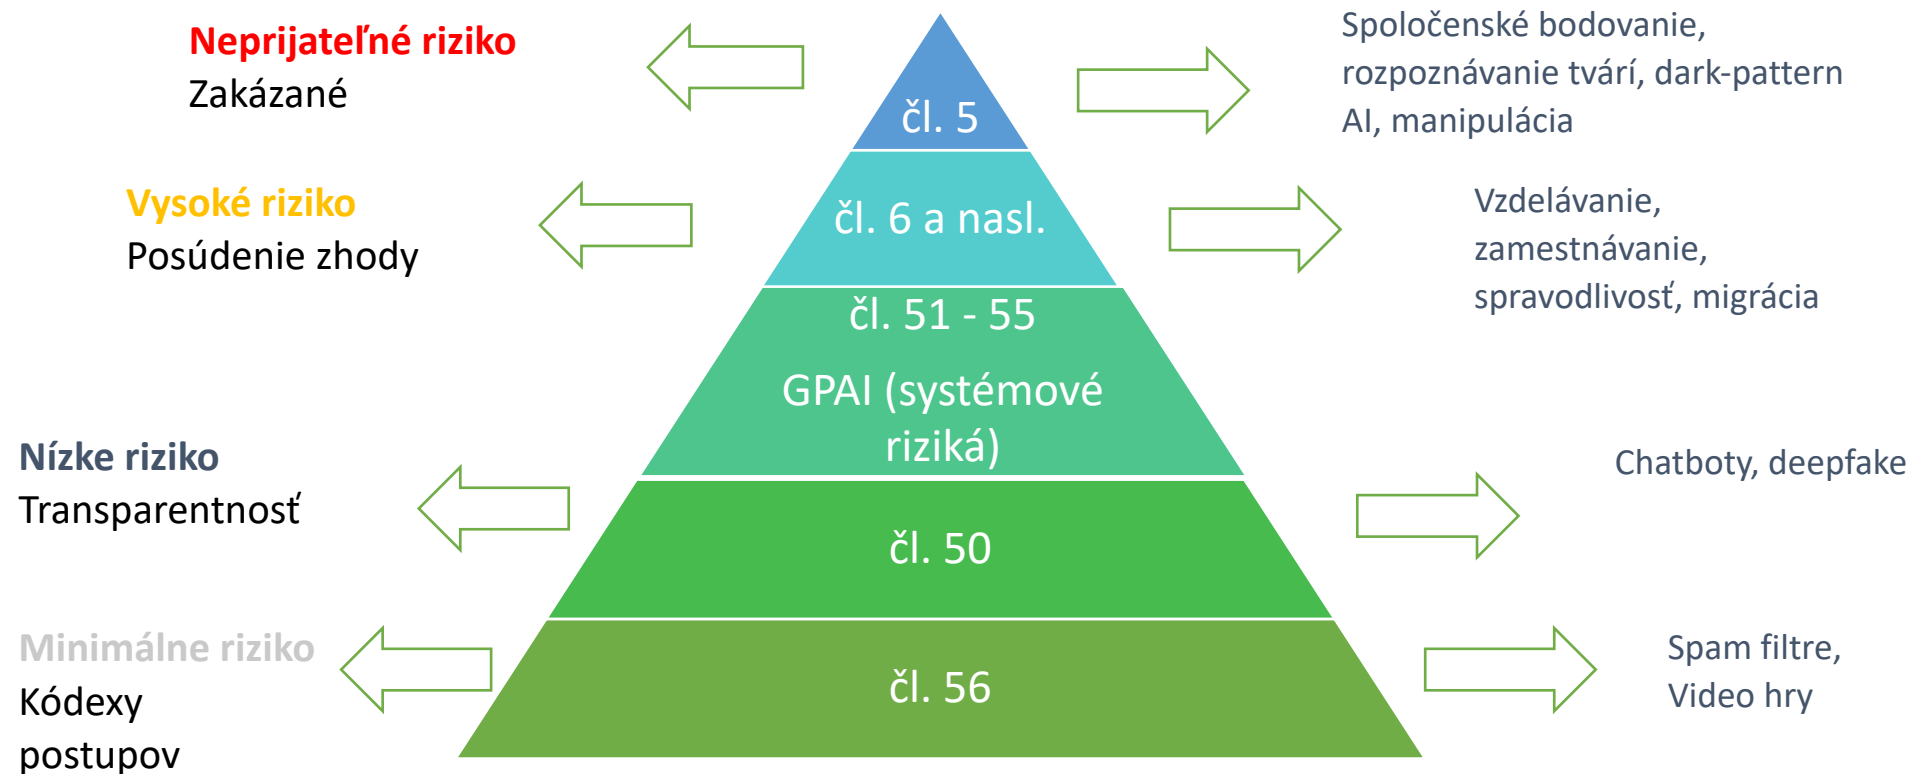 Neprijateľné riziko
Zakázané
čl. 5
Spoločenské bodovanie,
rozpoznávanie tvárí, dark-pattern
AI, manipulácia
Vysoké riziko
Posúdenie zhody
čl. 6 a nasl.
Vzdelávanie,
zamestnávanie,
spravodlivosť, migrácia
čl. 51 - 55
GPAI (systémové
riziká)
Nízke riziko
Transparentnosť
čl. 50
Chatboty, deepfake
Minimálne riziko
Kódexy
postupov
čl. 56
Spam filtre,
Video hry